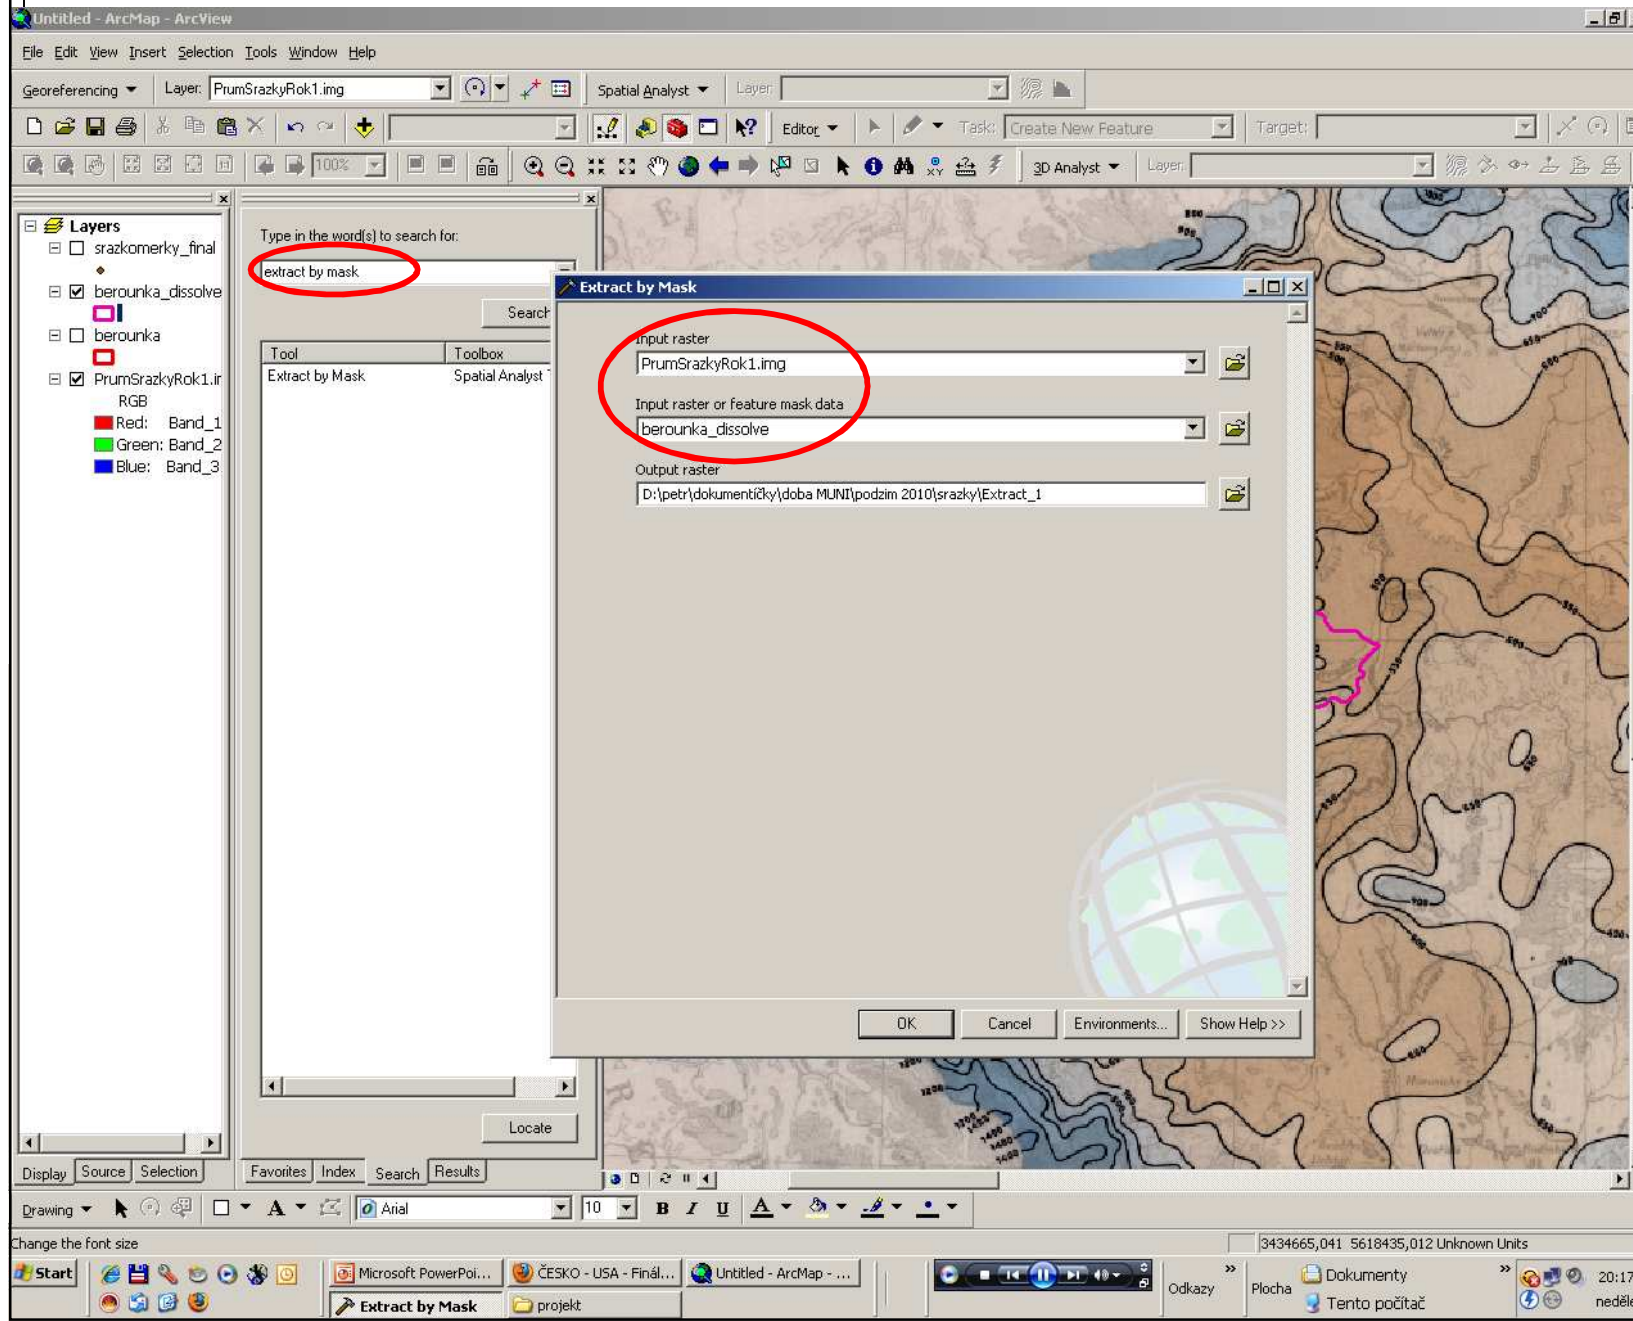 Untitled - ArcMap - ArcView
File Edit View Insert Selection Tools Window Help
Georeferencing Layer: PrumSrazkyRok1.img Spatial Analyst Layer:
Editor Task: Create New Feature Target:
100% 3D Analyst Layer:
Layers
srazkomerky_final
berounka_dissolve
berounka
PrumSrazkyRok1.ir
RGB
Red: Band_1
Green: Band_2
Blue: Band_3
Display Source Selection
Type in the word(s) to search for:
extract by mask
Search
Tool Toolbox
Extract by Mask Spatial Analyst
Locate
Favorites Index Search Results
Extract by Mask
Input raster
PrumSrazkyRok1.img
Input raster or feature mask data
berounka_dissolve
Output raster
D:\petr\dokumentíčky\doba MUNI\podzim 2010\srazky\Extract_1
OK Cancel Environments... Show Help >>
Drawing A Arial 10 B I U A
Change the font size
3434665,041 5618435,012 Unknown Units
Start Microsoft PowerPoi... ČESKO - USA - Finál... Untitled - ArcMap - ...
Extract by Mask projekt
Odkazy Plocha Dokumenty
Tento počítač
20:17
neděle